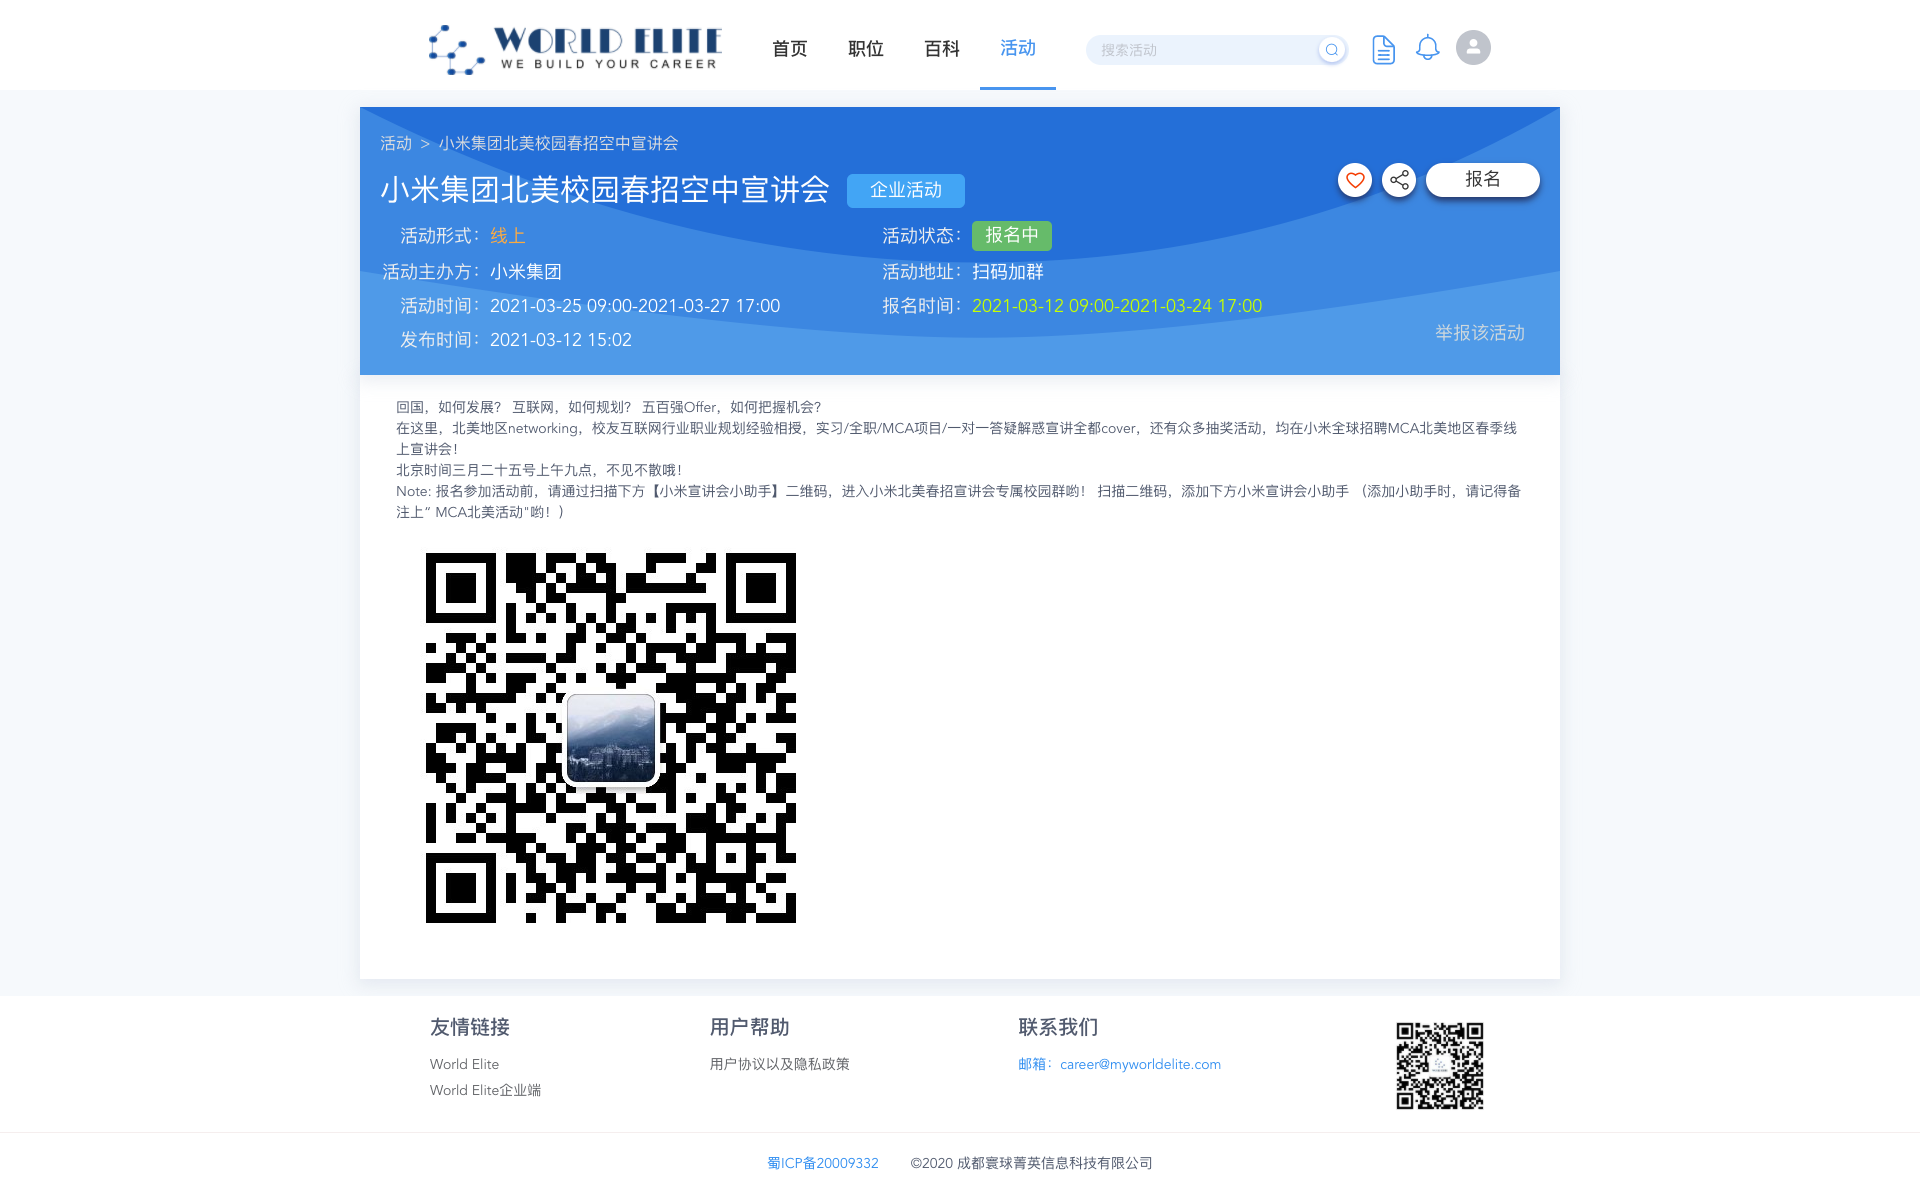 WORLD ELITE
WE BUILD YOUR CAREER
首页 职位 百科 活动 搜索活动
活动 > 小米集团北美校园春招空中宣讲会
小米集团北美校园春招空中宣讲会 企业活动 报名
活动形式：线上 活动状态：报名中
活动主办方：小米集团 活动地址：扫码加群
活动时间：2021-03-25 09:00-2021-03-27 17:00 报名时间：2021-03-12 09:00-2021-03-24 17:00
发布时间：2021-03-12 15:02 举报该活动
回国，如何发展？ 互联网，如何规划？ 五百强Offer，如何把握机会？
在这里，北美地区networking，校友互联网行业职业规划经验相授，实习/全职/MCA项目/一对一答疑解惑宣讲全都cover，还有众多抽奖活动，均在小米全球招聘MCA北美地区春季线
上宣讲会！
北京时间三月二十五号上午九点，不见不散哦！
Note: 报名参加活动前，请通过扫描下方【小米宣讲会小助手】二维码，进入小米北美春招宣讲会专属校园群哟！ 扫描二维码，添加下方小米宣讲会小助手 （添加小助手时，请记得备
注上“ MCA北美活动"哟！）
友情链接 用户帮助 联系我们
World Elite 用户协议以及隐私政策 邮箱：career@myworldelite.com
World Elite企业端
蜀ICP备20009332 ©2020 成都寰球菁英信息科技有限公司